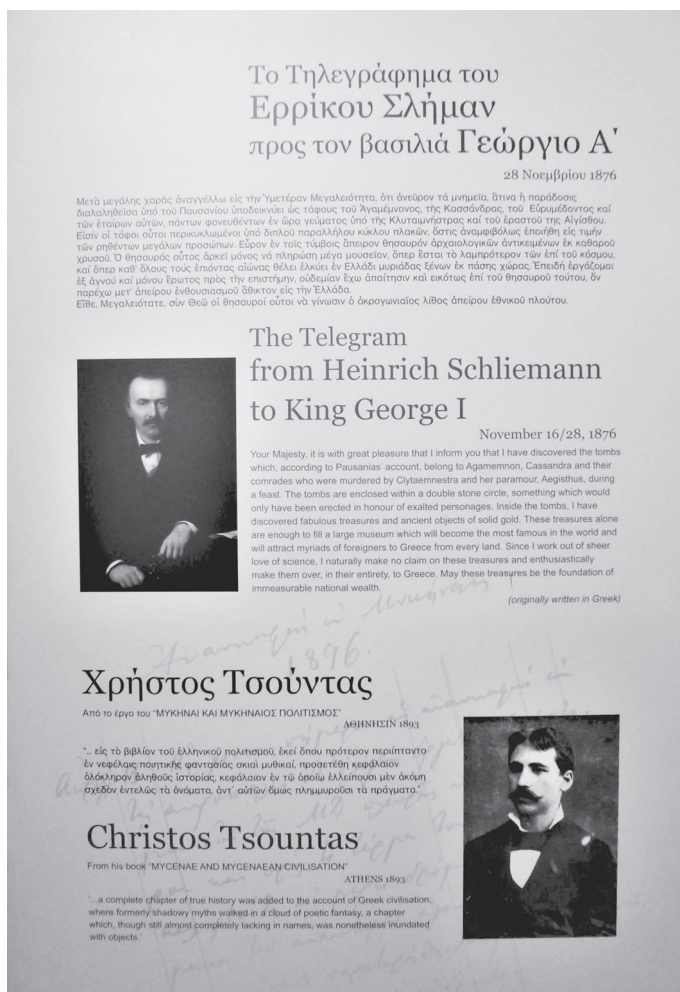 Το Τηλεγράφημα του
Ερρίκου Σλήμαν
προς τον βασιλιά Γεώργιο Α'
28 Νοεμβρίου 1876
Μετά μεγάλης χαράς αναγγέλλω εις τήν Ὑμετέραν Μεγαλειότητα, ὁτι ἀνεῦρον τά μνημεῖα, ἅτινα ἡ παράδοσις
διαλαληθεῖσα ὑπό τοῦ Παυσανίου ὑποδεικνύει ὡς τάφους τοῦ Ἀγαμέμνονος, τῆς Κασσάνδρας, τοῦ Εὐρυμέδοντος καί
τῶν ἑταίρων αὐτῶν, πάντων φονευθέντων ἐν ὥρα γεύματος ὑπό τῆς Κλυταιμνήστρας καί τοῦ ἐραστοῦ της Αἰγίσθου.
Εἰσίν οἱ τάφοι οὗτοι περικυκλωμένοι ὑπό διπλοῦ παραλλήλου κύκλου πλακῶν, ὅστις ἀναμφιβόλως ἐποιήθη εἰς τιμήν
τῶν ρηθέντων μεγάλων προσώπων. Εὗρον ἐν τοῖς τύμβοις ἄπειρον θησαυρόν ἀρχαιολογικῶν ἀντικειμένων ἐκ καθαροῦ
χρυσοῦ. Ὁ θησαυρός οὗτος ἀρκεῖ μόνος νά πληρώση μέγα μουσεῖον, ὅπερ ἔσται τό λαμπρότερον τῶν ἐπί τοῦ κόσμου,
καί ὅπερ καθ' ὅλους τούς ἐπιόντας αἰώνας θέλει ἑλκύει ἐν Ἑλλάδι μυριάδας ξένων ἐκ πάσης χώρας. Ἐπειδή ἐργάζομαι
ἐξ ἁγνοῦ καί μόνου ἔρωτος πρός την ἐπιστήμην, οὐδεμίαν ἔχω ἀπαίτησιν καί εἰκότως ἐπί τοῦ θησαυροῦ τούτου, ὅν
παρέχω μετ' ἀπείρου ἐνθουσιασμοῦ ἄθικτον εἰς τήν Ἑλλάδα.
Εἴθε, Μεγαλειότατε, σύν Θεῷ οἱ θησαυροί οὗτοι νά γίνωσιν ὁ ἀκρογωνιαῖος λίθος ἀπείρου ἐθνικοῦ πλούτου.
The Telegram
from Heinrich Schliemann
to King George I
November 16/28, 1876
Your Majesty, it is with great pleasure that I inform you that I have discovered the tombs
which, according to Pausanias' account, belong to Agamemnon, Cassandra and their
comrades who were murdered by Clytaemnestra and her paramour, Aegisthus, during
a feast. The tombs are enclosed within a double stone circle, something which would
only have been erected in honour of exalted personages. Inside the tombs, I have
discovered fabulous treasures and ancient objects of solid gold. These treasures alone
are enough to fill a large museum which will become the most famous in the world and
will attract myriads of foreigners to Greece from every land. Since I work out of sheer
love of science, I naturally make no claim on these treasures and enthusiastically
make them over, in their entirety, to Greece. May these treasures be the foundation of
immeasurable national wealth.
(originally written in Greek)
1896.
Χρήστος Τσούντας
Από το έργο του "ΜΥΚΗΝΑΙ ΚΑΙ ΜΥΚΗΝΑΙΟΣ ΠΟΛΙΤΙΣΜΟΣ"
ΑΘΗΝΗΣΙΝ 1893
"... εἰς τὸ βιβλίον τοῦ ἑλληνικοῦ πολιτισμοῦ, ἐκεῖ ὅπου πρότερον περιίπταντο
ἐν νεφέλαις ποιητικῆς φαντασίας σκιαὶ μυθικαί, προσετέθη κεφάλαιον
ὁλόκληρον ἀληθοῦς ἱστορίας, κεφάλαιον ἐν τῷ ὁποίῳ ἐλλείπουσι μὲν ἀκόμη
σχεδὸν ἐντελῶς τὰ ὀνόματα, ἀντ' αὐτῶν ὅμως πλημμυροῦσι τὰ πράγματα."
Christos Tsountas
From his book "MYCENAE AND MYCENAEAN CIVILISATION"
ATHENS 1893
'...a complete chapter of true history was added to the account of Greek civilisation,
where formerly shadowy myths walked in a cloud of poetic fantasy, a chapter
which, though still almost completely lacking in names, was nonetheless inundated
with objects.'